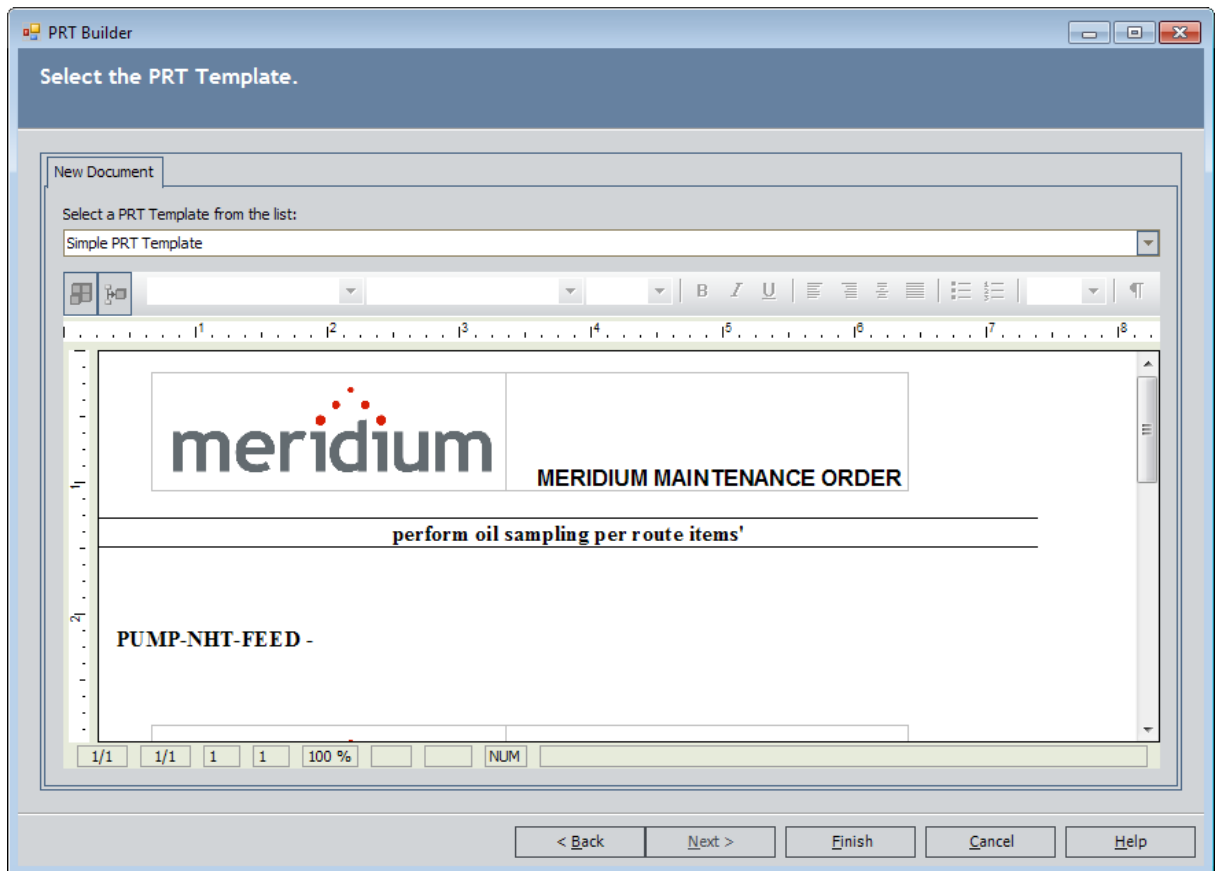 PRT Builder
Select the PRT Template.
New Document
Select a PRT Template from the list:
Simple PRT Template
B I U ¶
1 2 3 4 5 6 7 8
meridium
MERIDIUM MAINTENANCE ORDER
1
perform oil sampling per route items'
2
PUMP-NHT-FEED -
1/1 1/1 1 1 100 % NUM
< Back Next > Finish Cancel Help